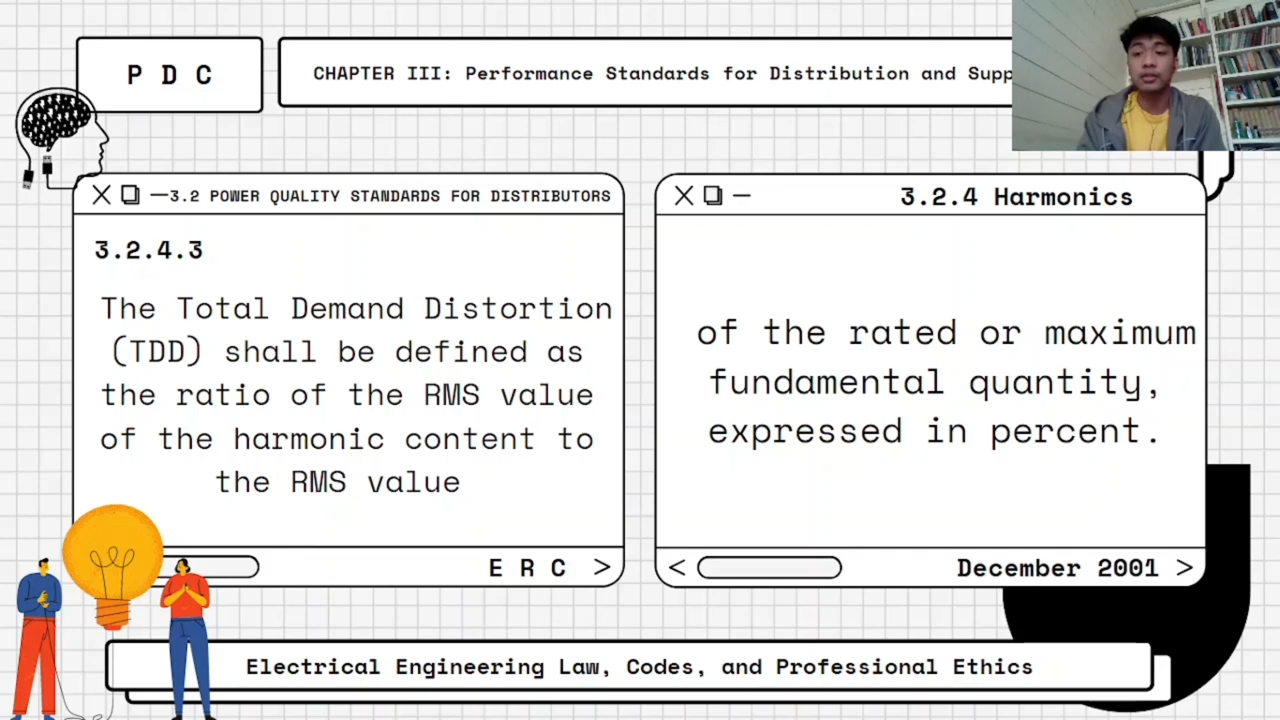 P D C
CHAPTER III: Performance Standards for Distribution and Supp
3.2 POWER QUALITY STANDARDS FOR DISTRIBUTORS
3.2.4.3
The Total Demand Distortion
(TDD) shall be defined as
the ratio of the RMS value
of the harmonic content to
the RMS value
E R C
3.2.4 Harmonics
of the rated or maximum
fundamental quantity,
expressed in percent.
December 2001
Electrical Engineering Law, Codes, and Professional Ethics